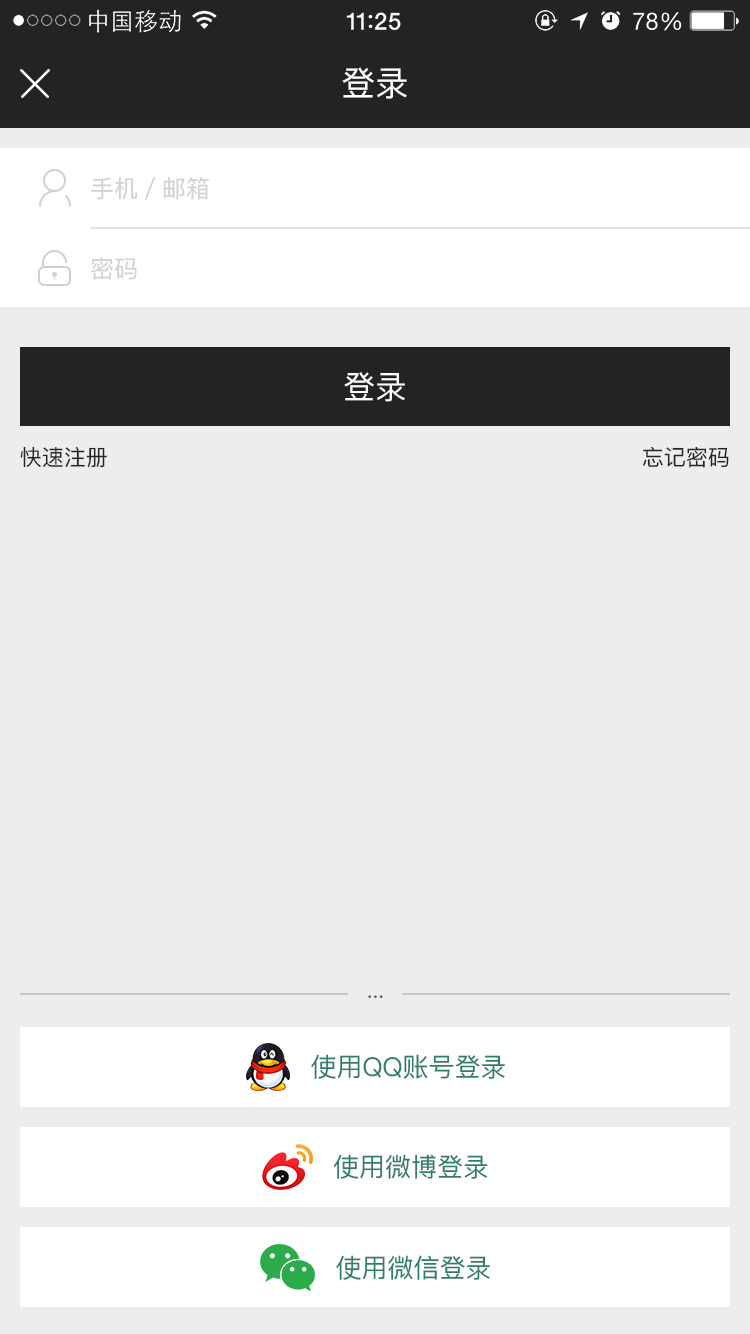 中国移动 11:25 78%
登录
手机 / 邮箱
密码
登录
快速注册 忘记密码
...
使用QQ账号登录
使用微博登录
使用微信登录